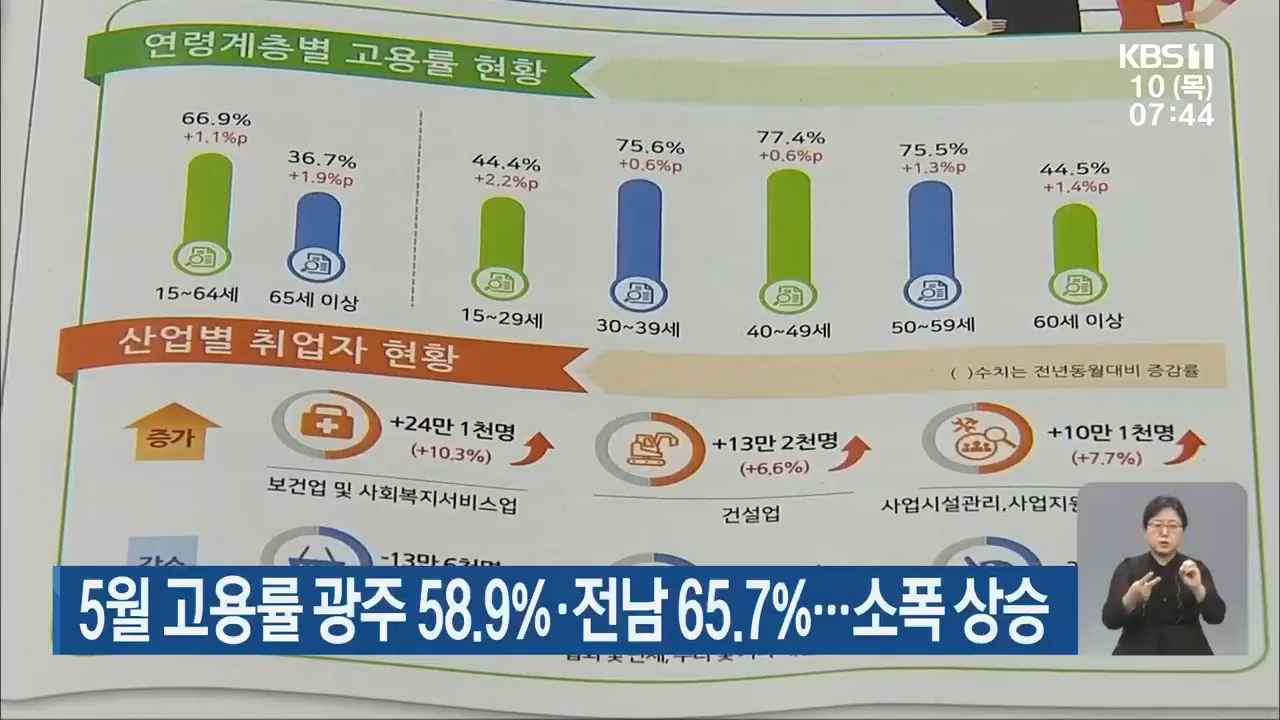 연령계층별 고용률 현황
KBS1
10 (목)
07:44
66.9%
+1.1%p
15~64세
36.7%
+1.9%p
65세 이상
44.4%
+2.2%p
15~29세
75.6%
+0.6%p
30~39세
77.4%
+0.6%p
40~49세
75.5%
+1.3%p
50~59세
44.5%
+1.4%p
60세 이상
산업별 취업자 현황
( )수치는 전년동월대비 증감률
증가
+24만 1천명
(+10.3%)
보건업 및 사회복지서비스업
+13만 2천명
(+6.6%)
건설업
+10만 1천명
(+7.7%)
사업시설관리,사업지원
-13만 6천명
5월 고용률 광주 58.9%·전남 65.7%…소폭 상승